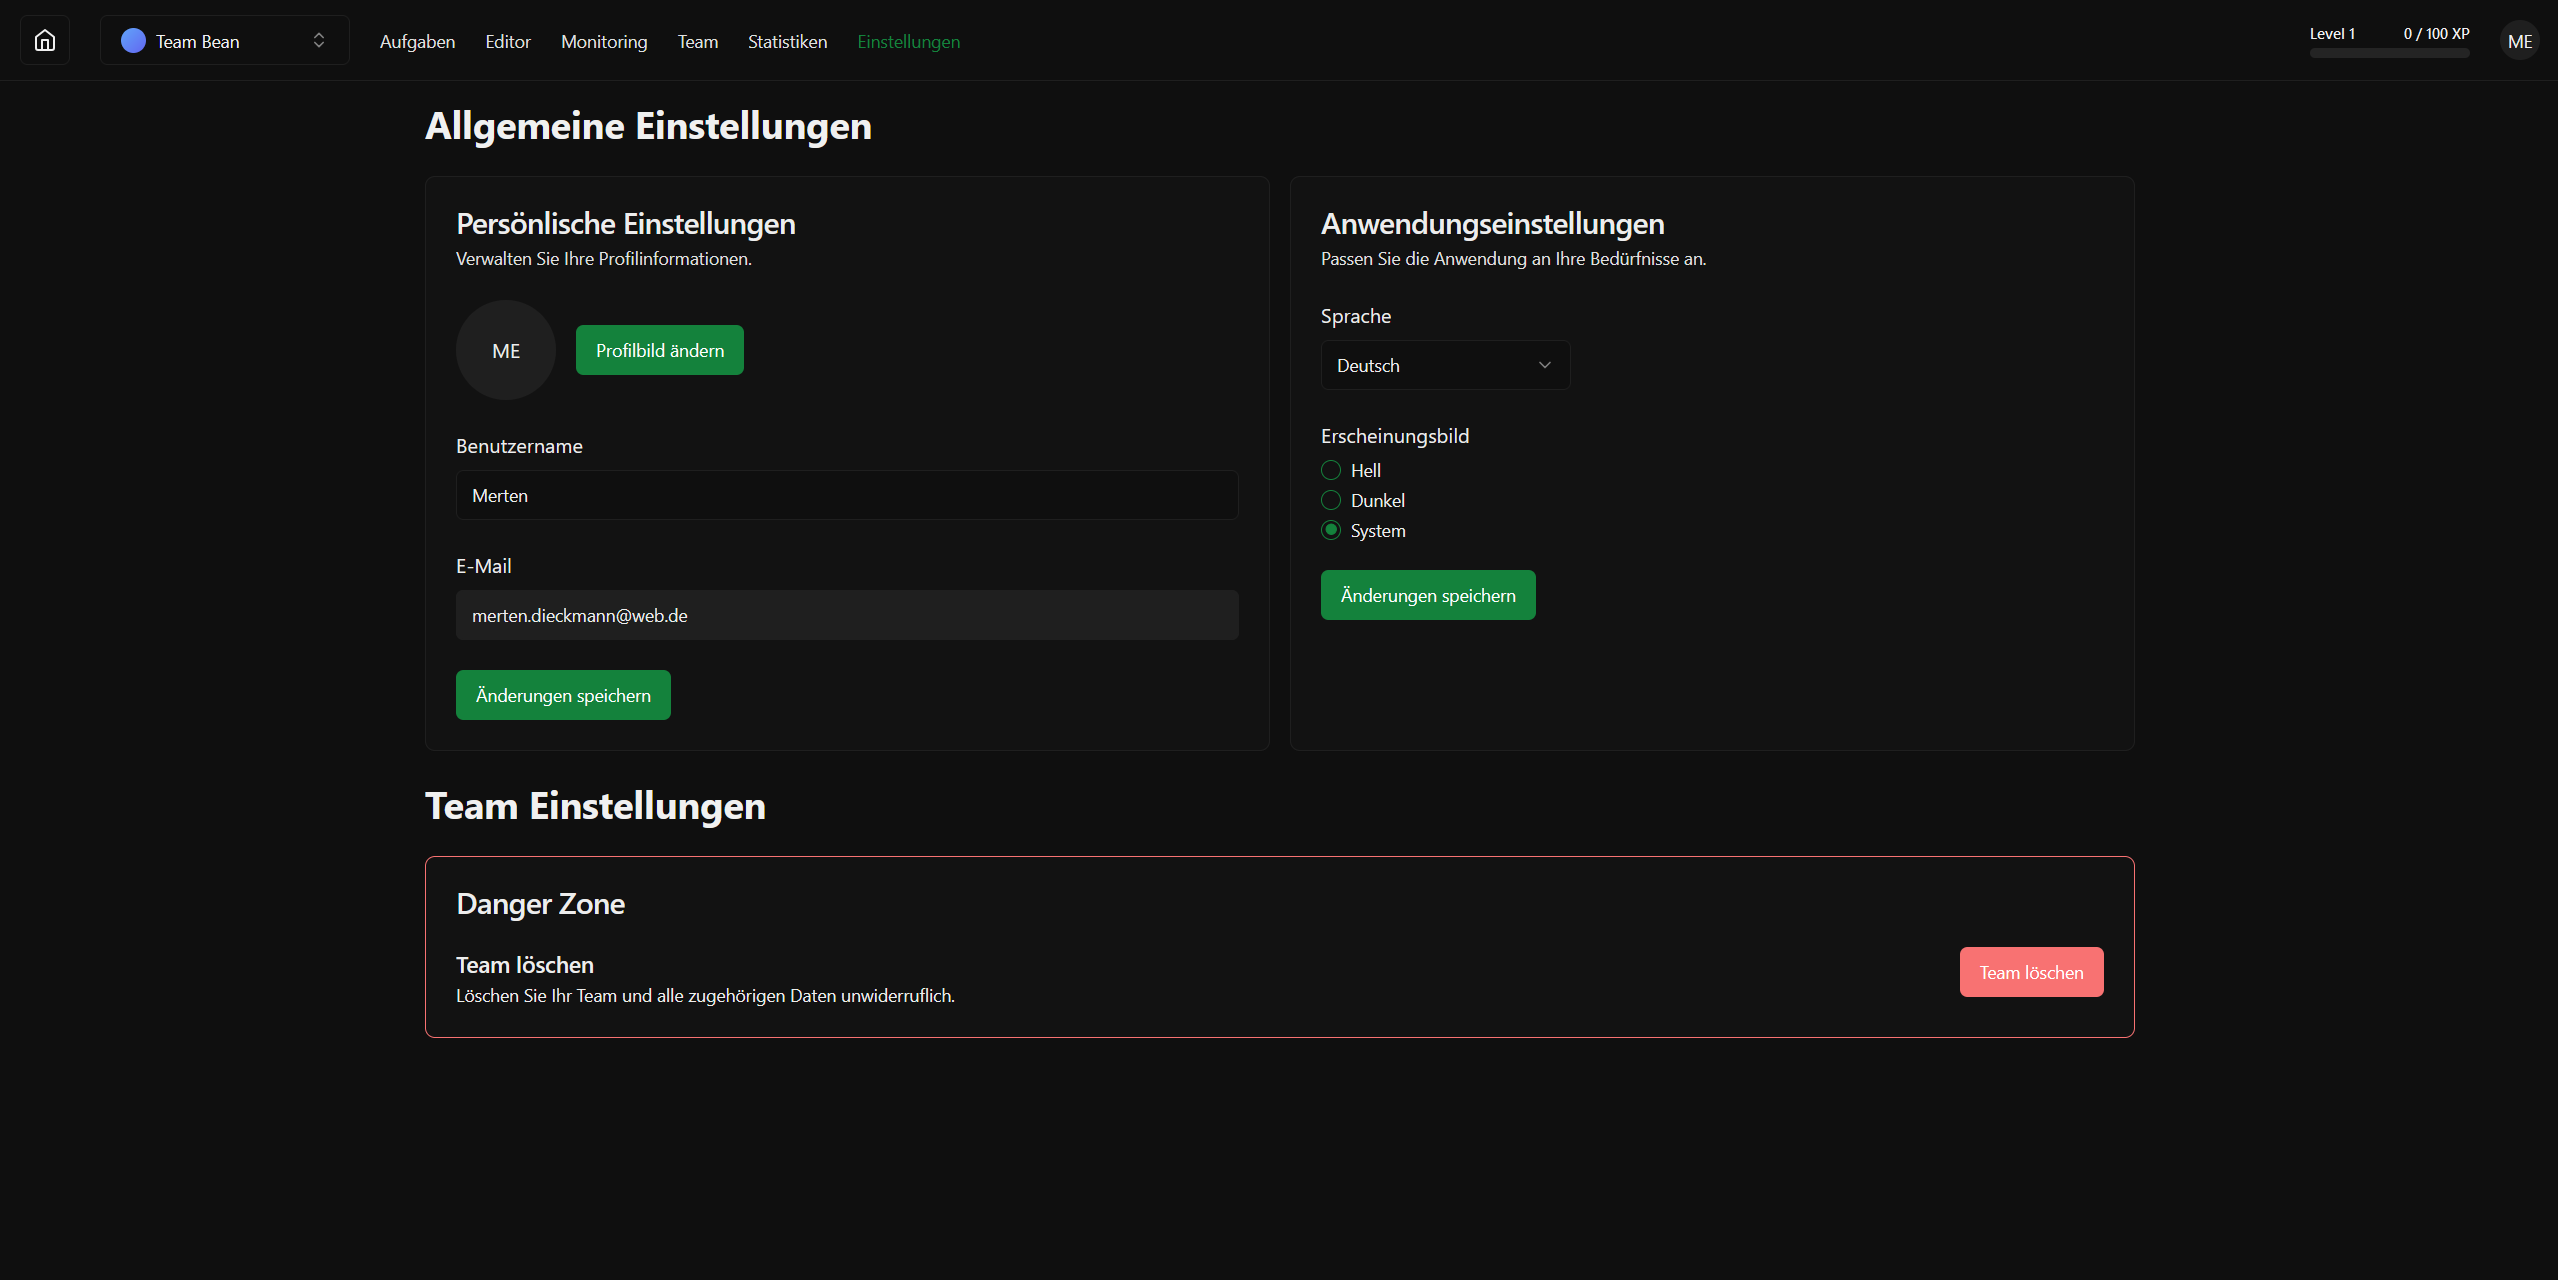 Team Bean
Aufgaben
Editor
Monitoring
Team
Statistiken
Einstellungen
Level 1
0 / 100 XP
ME
Allgemeine Einstellungen
Persönlische Einstellungen
Verwalten Sie Ihre Profilinformationen.
ME
Profilbild ändern
Benutzername
Merten
E-Mail
merten.dieckmann@web.de
Änderungen speichern
Anwendungseinstellungen
Passen Sie die Anwendung an Ihre Bedürfnisse an.
Sprache
Deutsch
Erscheinungsbild
Hell
Dunkel
System
Änderungen speichern
Team Einstellungen
Danger Zone
Team löschen
Löschen Sie Ihr Team und alle zugehörigen Daten unwiderruflich.
Team löschen